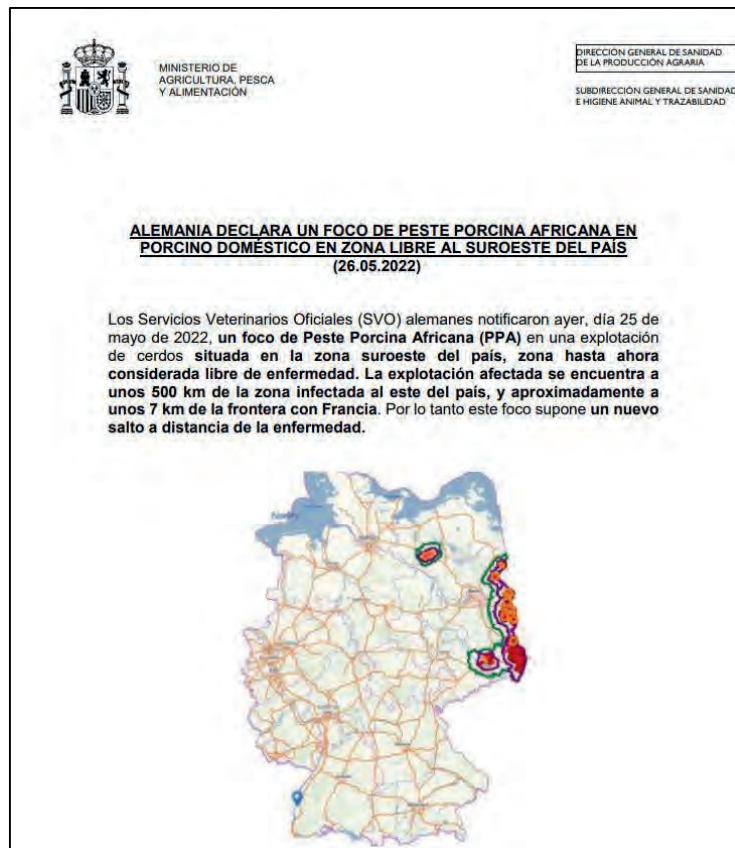 MINISTERIO DE
AGRICULTURA, PESCA
Y ALIMENTACIÓN
DIRECCIÓN GENERAL DE SANIDAD
DE LA PRODUCCIÓN AGRARIA
SUBDIRECCIÓN GENERAL DE SANIDAD
E HIGIENE ANIMAL Y TRAZABILIDAD
ALEMANIA DECLARA UN FOCO DE PESTE PORCINA AFRICANA EN
PORCINO DOMÉSTICO EN ZONA LIBRE AL SUROESTE DEL PAÍS
(26.05.2022)
Los Servicios Veterinarios Oficiales (SVO) alemanes notificaron ayer, día 25 de
mayo de 2022, un foco de Peste Porcina Africana (PPA) en una explotación
de cerdos situada en la zona suroeste del país, zona hasta ahora
considerada libre de enfermedad. La explotación afectada se encuentra a
unos 500 km de la zona infectada al este del país, y aproximadamente a
unos 7 km de la frontera con Francia. Por lo tanto este foco supone un nuevo
salto a distancia de la enfermedad.